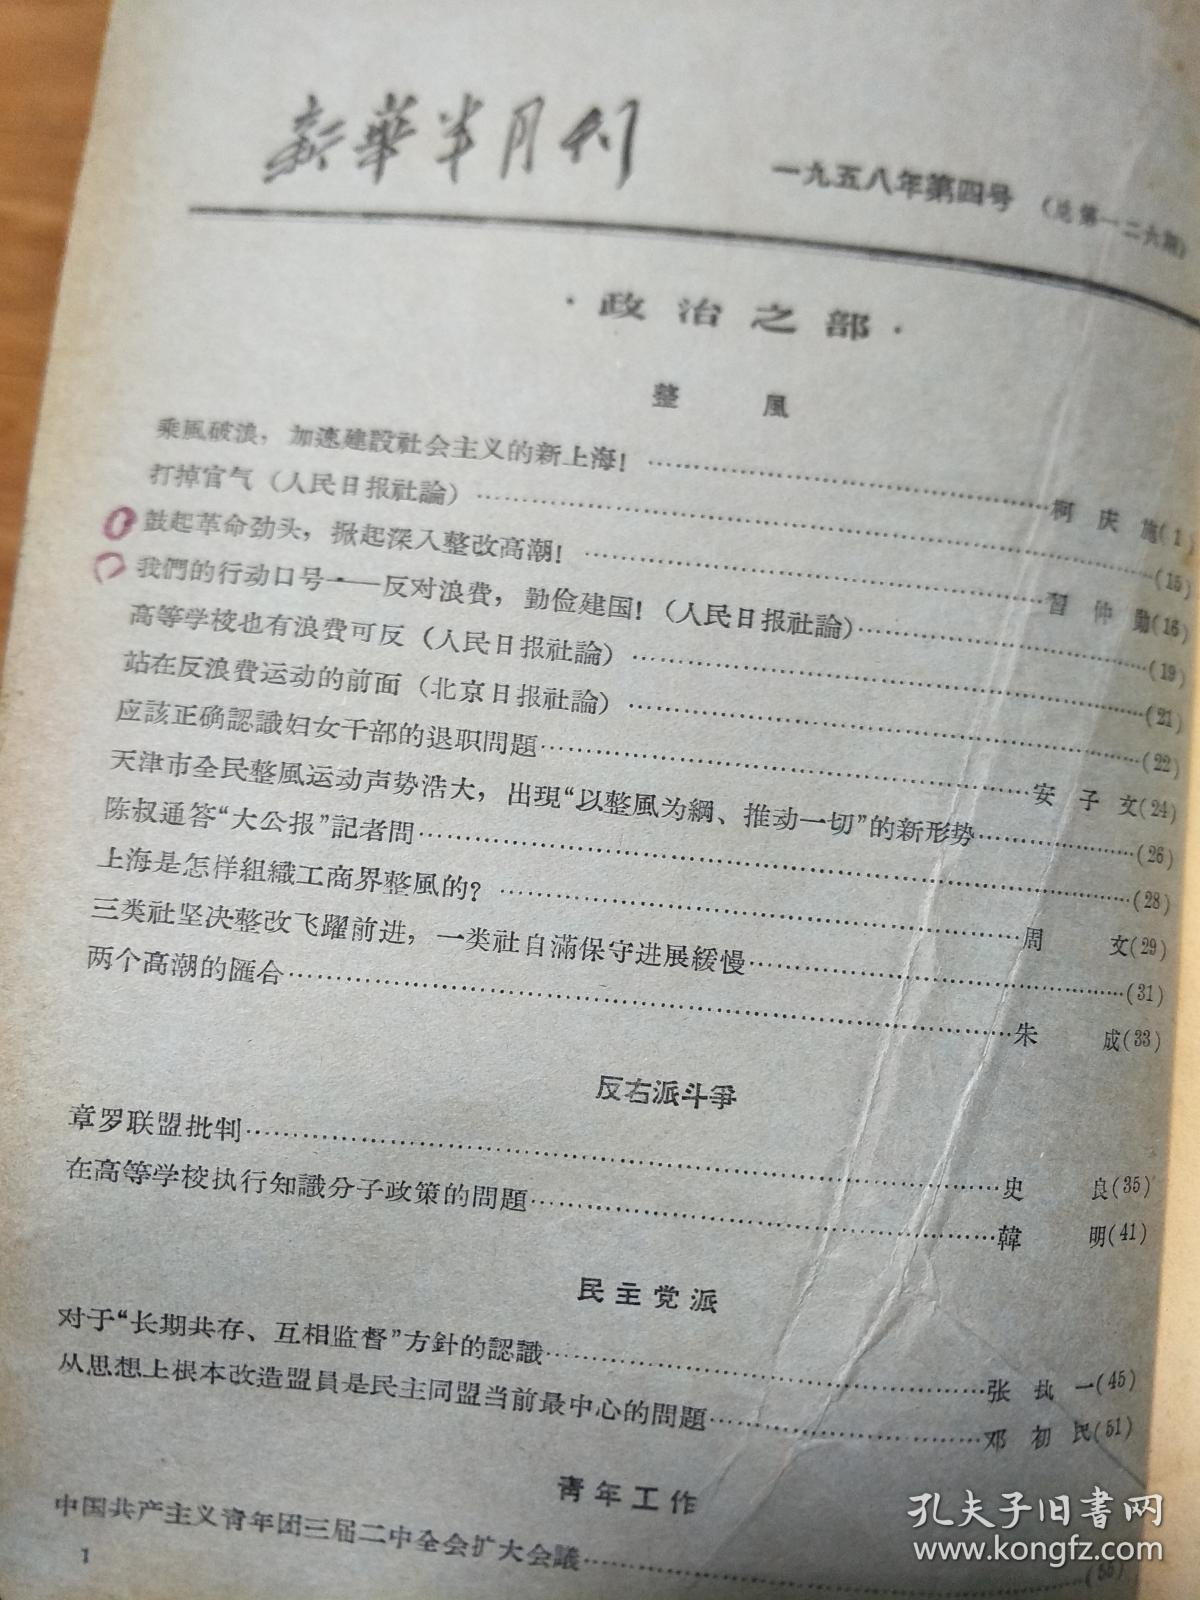 新華半月刊
一九五八年第四号 (总第一二六期)
·政治之部·
整風
乘風破浪，加速建設社会主义的新上海! 柯庆施(1)
打掉官气 (人民日报社論) (15)
鼓起革命劲头，掀起深入整改高潮! 習仲勛(16)
我們的行动口号——反对浪費，勤俭建国! (人民日报社論) (19)
高等学校也有浪費可反 (人民日报社論) (21)
站在反浪費运动的前面 (北京日报社論) (22)
应該正确認識妇女干部的退职問題 安子文(24)
天津市全民整風运动声势浩大，出現“以整風为綱、推动一切”的新形势 (26)
陈叔通答“大公报”記者問 (28)
上海是怎样組織工商界整風的? 周文(29)
三类社坚决整改飞躍前进，一类社自滿保守进展緩慢 (31)
两个高潮的匯合 朱成(33)
反右派斗爭
章罗联盟批判 史良(35)
在高等学校执行知識分子政策的問題 韓明(41)
民主党派
对于“长期共存、互相监督”方針的認識 张执一(45)
从思想上根本改造盟員是民主同盟当前最中心的問題 邓初民(51)
青年工作
中国共产主义青年团三届二中全会扩大会議 (55)
1
孔夫子旧書网
www.kongfz.com